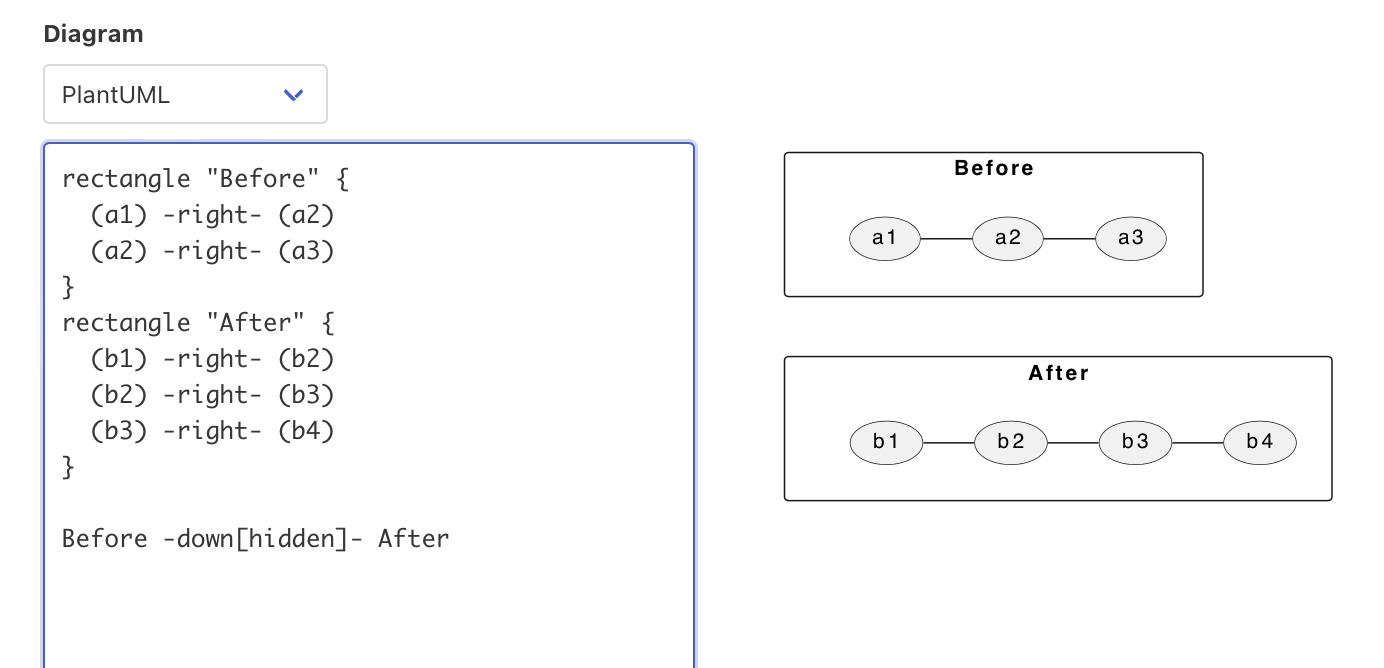 Diagram
PlantUML
rectangle "Before" {
  (a1) -right- (a2)
  (a2) -right- (a3)
}
rectangle "After" {
  (b1) -right- (b2)
  (b2) -right- (b3)
  (b3) -right- (b4)
}
Before -down[hidden]- After
Before
a1 a2 a3
After
b1 b2 b3 b4